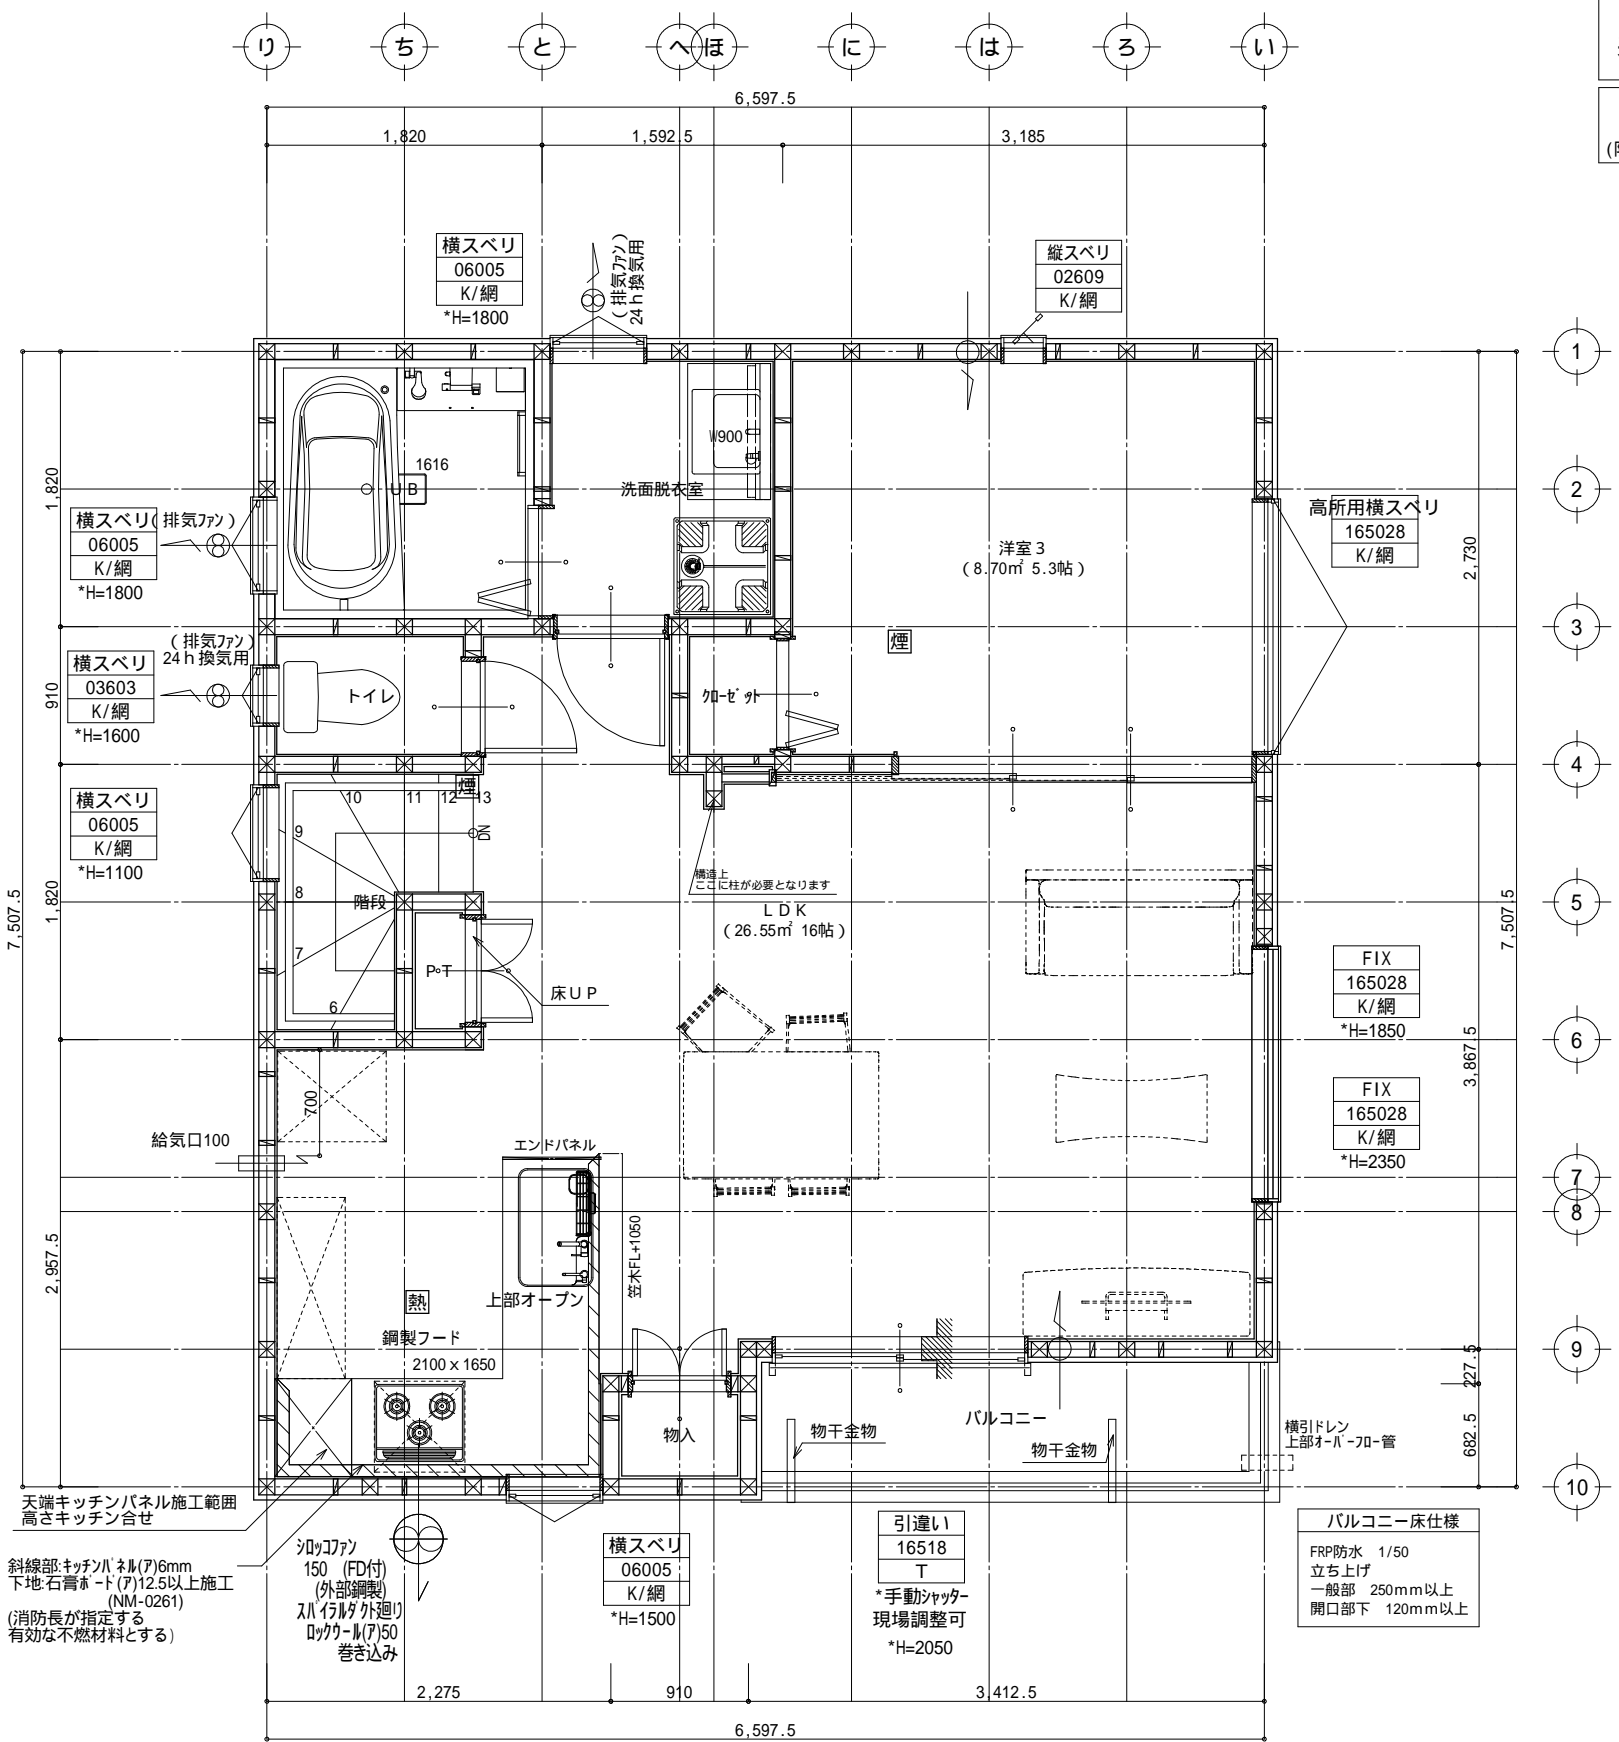 り
ち
と
へ
ほ
に
は
ろ
い
6,597.5
1,820
1,592.5
3,185
横スベリ
06005
K/網
*H=1800
(排気ファン)
24h換気用
縦スベリ
02609
K/網
1
2
3
4
5
6
7
8
9
10
7,507.5
1,820
910
1,820
2,957.5
横スベリ
06005
K/網
*H=1800
(排気ファン)
横スベリ
03603
K/網
*H=1600
(排気ファン)
24h換気用
横スベリ
06005
K/網
*H=1100
1616
UB
W900
洗面脱衣室
洋室3
(8.70㎡ 5.3帖)
煙
高所用横スベリ
165028
K/網
2,730
トイレ
クローゼット
煙
10
11
12
13
9
8
7
6
DN
階段
P・T
床UP
構造上
ここに柱が必要となります
LDK
(26.55㎡ 16帖)
7,507.5
3,867.5
227.5
682.5
FIX
165028
K/網
*H=1850
FIX
165028
K/網
*H=2350
700
給気口100
エンドパネル
笠木FL+1050
上部オープン
熱
鋼製フード
2100x1650
物入
バルコニー
物干金物
物干金物
横引ドレン
上部オーバーフロー管
天端キッチンパネル施工範囲
高さキッチン合せ
斜線部:キッチンパネル(ア)6mm
下地:石膏ボード(ア)12.5以上施工
(NM-0261)
(消防長が指定する
有効な不燃材料とする)
シロッコファン
150 (FD付)
(外部鋼製)
スパイラルダクト廻り
ロックウール(ア)50
巻き込み
横スベリ
06005
K/網
*H=1500
引違い
16518
T
*手動シャッター
現場調整可
*H=2050
バルコニー床仕様
FRP防水 1/50
立ち上げ
一般部 250mm以上
開口部下 120mm以上
2,275
910
3,412.5
6,597.5